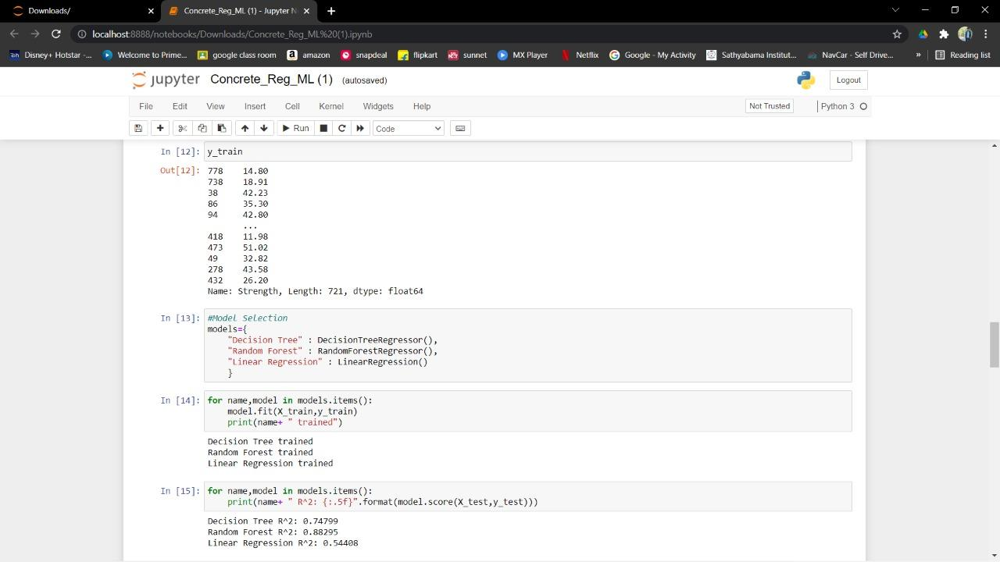 Downloads/
Concrete_Reg_ML (1) - Jupyter N
localhost:8888/notebooks/Downloads/Concrete_Reg_ML%20(1).ipynb
Disney+ Hotstar -... Welcome to Prime... google class room amazon snapdeal flipkart sunnet MX Player Netflix Google - My Activity Sathyabama Institut... NavCar - Self Drive... » Reading list
jupyter Concrete_Reg_ML (1) (autosaved) Logout
File Edit View Insert Cell Kernel Widgets Help Not Trusted Python 3
Run Code
In [12]: y_train
Out[12]: 778 14.80
738 18.91
38 42.23
86 35.30
94 42.80
...
418 11.98
473 51.02
49 32.82
278 43.58
432 26.20
Name: Strength, Length: 721, dtype: float64
In [13]: #Model Selection
models={
"Decision Tree" : DecisionTreeRegressor(),
"Random Forest" : RandomForestRegressor(),
"Linear Regression" : LinearRegression()
}
In [14]: for name,model in models.items():
model.fit(X_train,y_train)
print(name+ " trained")
Decision Tree trained
Random Forest trained
Linear Regression trained
In [15]: for name,model in models.items():
print(name+ " R^2: {:.5f}".format(model.score(X_test,y_test)))
Decision Tree R^2: 0.74799
Random Forest R^2: 0.88295
Linear Regression R^2: 0.54408